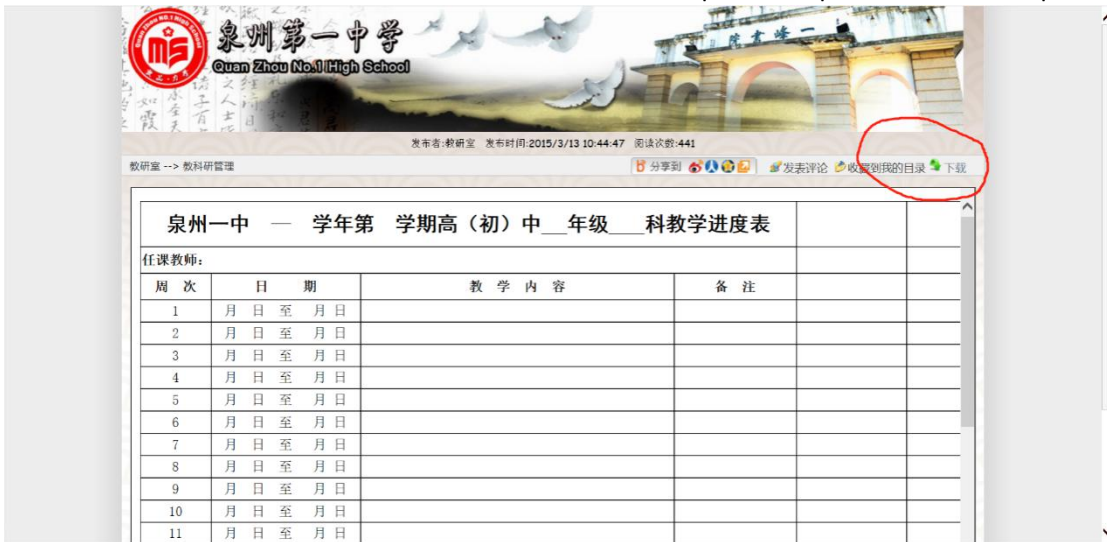 泉州第一中学
Quan Zhou No.1 High School
一峰書院
发布者:教研室 发布时间:2015/3/13 10:44:47 阅读次数:441
教研室 --> 教科研管理
分享到 发表评论 收藏到我的目录 下载
泉州一中 — 学年第 学期高（初）中__年级___科教学进度表
任课教师:
周 次 日 期 教 学 内 容 备 注
1 月 日 至 月 日
2 月 日 至 月 日
3 月 日 至 月 日
4 月 日 至 月 日
5 月 日 至 月 日
6 月 日 至 月 日
7 月 日 至 月 日
8 月 日 至 月 日
9 月 日 至 月 日
10 月 日 至 月 日
11 月 日 至 月 日